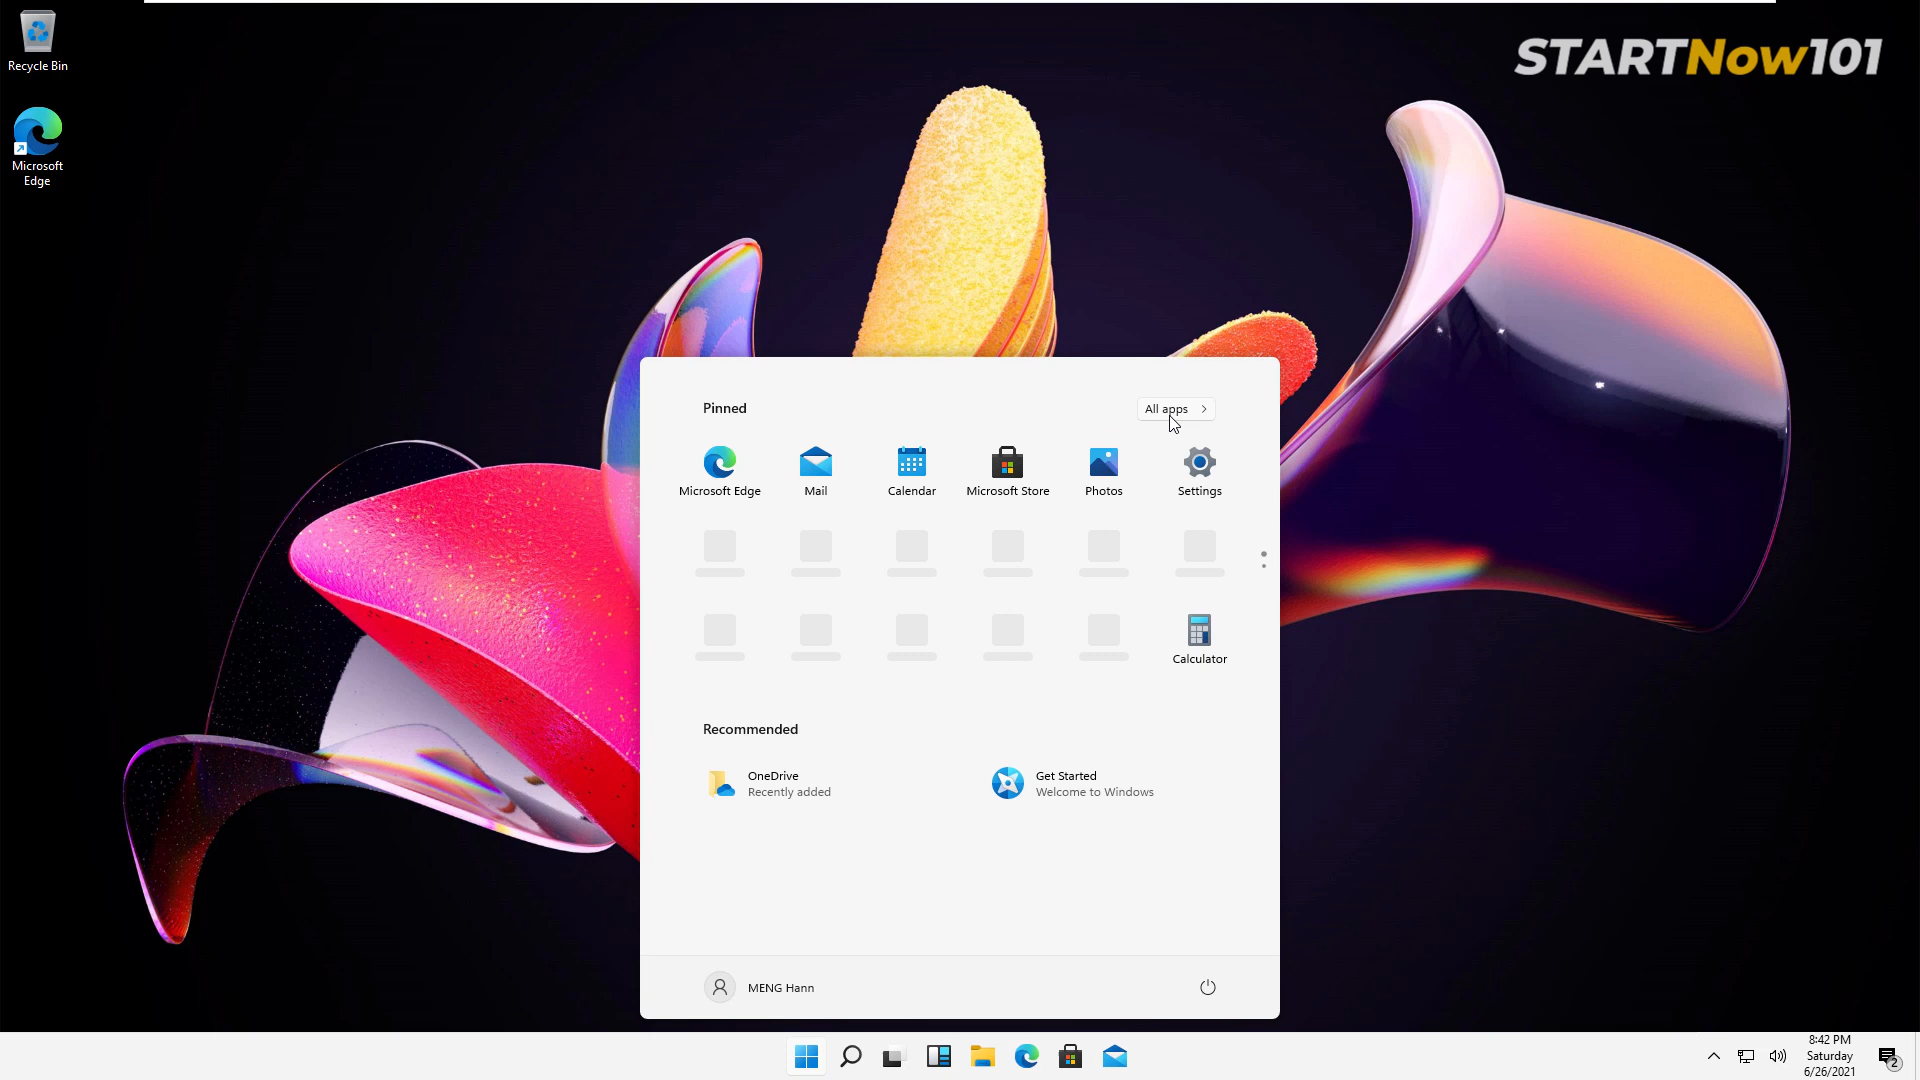 Recycle Bin
Microsoft
Edge
STARTNow101
Pinned
All apps
Microsoft Edge
Mail
Calendar
Microsoft Store
Photos
Settings
Calculator
Recommended
OneDrive
Recently added
Get Started
Welcome to Windows
MENG Hann
8:42 PM
Saturday
6/26/2021
2